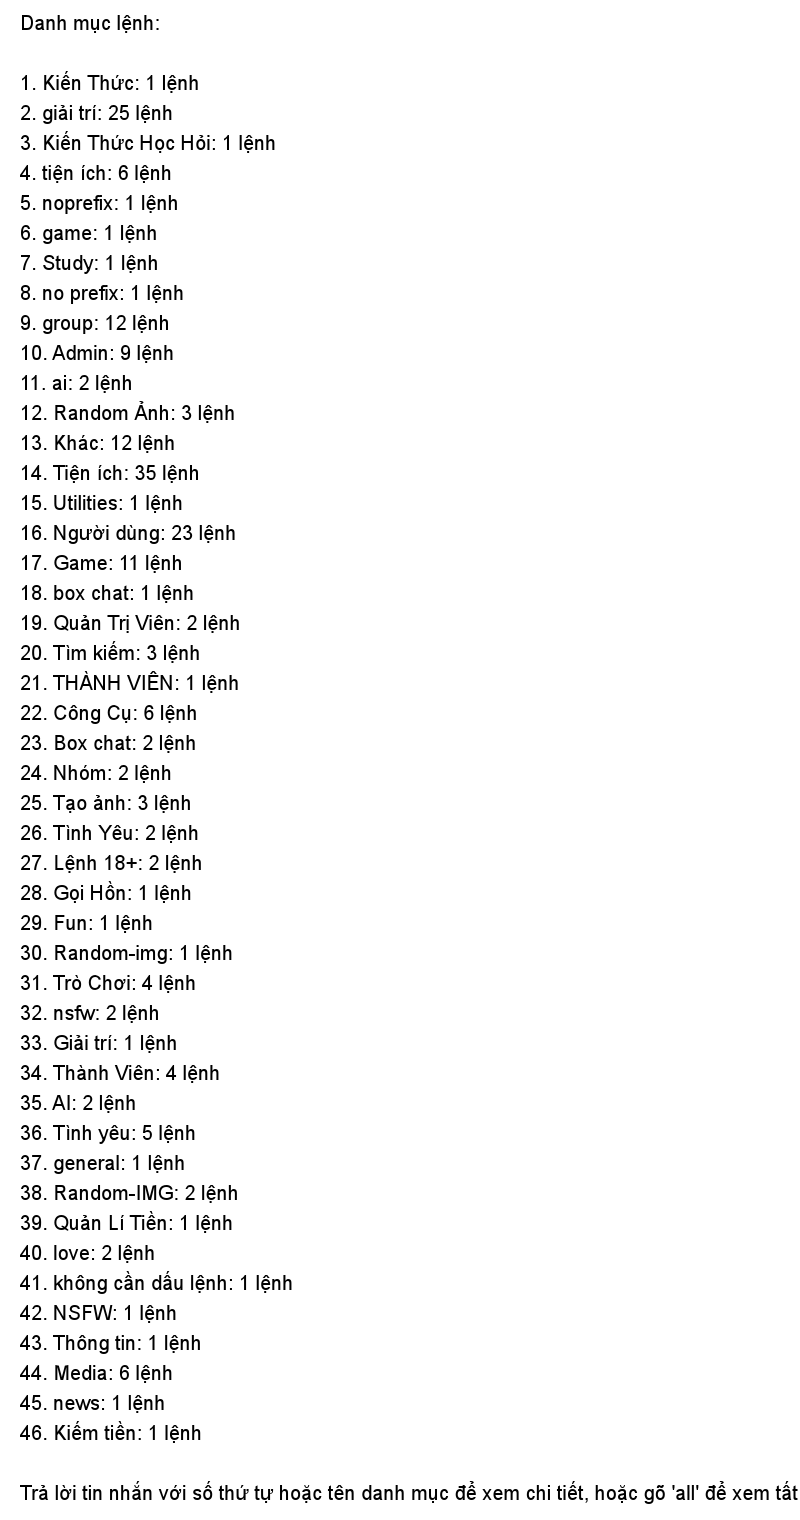 Danh mục lệnh:
1. Kiến Thức: 1 lệnh
2. giải trí: 25 lệnh
3. Kiến Thức Học Hỏi: 1 lệnh
4. tiện ích: 6 lệnh
5. noprefix: 1 lệnh
6. game: 1 lệnh
7. Study: 1 lệnh
8. no prefix: 1 lệnh
9. group: 12 lệnh
10. Admin: 9 lệnh
11. ai: 2 lệnh
12. Random Ảnh: 3 lệnh
13. Khác: 12 lệnh
14. Tiện ích: 35 lệnh
15. Utilities: 1 lệnh
16. Người dùng: 23 lệnh
17. Game: 11 lệnh
18. box chat: 1 lệnh
19. Quản Trị Viên: 2 lệnh
20. Tìm kiếm: 3 lệnh
21. THÀNH VIÊN: 1 lệnh
22. Công Cụ: 6 lệnh
23. Box chat: 2 lệnh
24. Nhóm: 2 lệnh
25. Tạo ảnh: 3 lệnh
26. Tình Yêu: 2 lệnh
27. Lệnh 18+: 2 lệnh
28. Gọi Hồn: 1 lệnh
29. Fun: 1 lệnh
30. Random-img: 1 lệnh
31. Trò Chơi: 4 lệnh
32. nsfw: 2 lệnh
33. Giải trí: 1 lệnh
34. Thành Viên: 4 lệnh
35. AI: 2 lệnh
36. Tình yêu: 5 lệnh
37. general: 1 lệnh
38. Random-IMG: 2 lệnh
39. Quản Lí Tiền: 1 lệnh
40. love: 2 lệnh
41. không cần dấu lệnh: 1 lệnh
42. NSFW: 1 lệnh
43. Thông tin: 1 lệnh
44. Media: 6 lệnh
45. news: 1 lệnh
46. Kiếm tiền: 1 lệnh
Trả lời tin nhắn với số thứ tự hoặc tên danh mục để xem chi tiết, hoặc gõ 'all' để xem tất